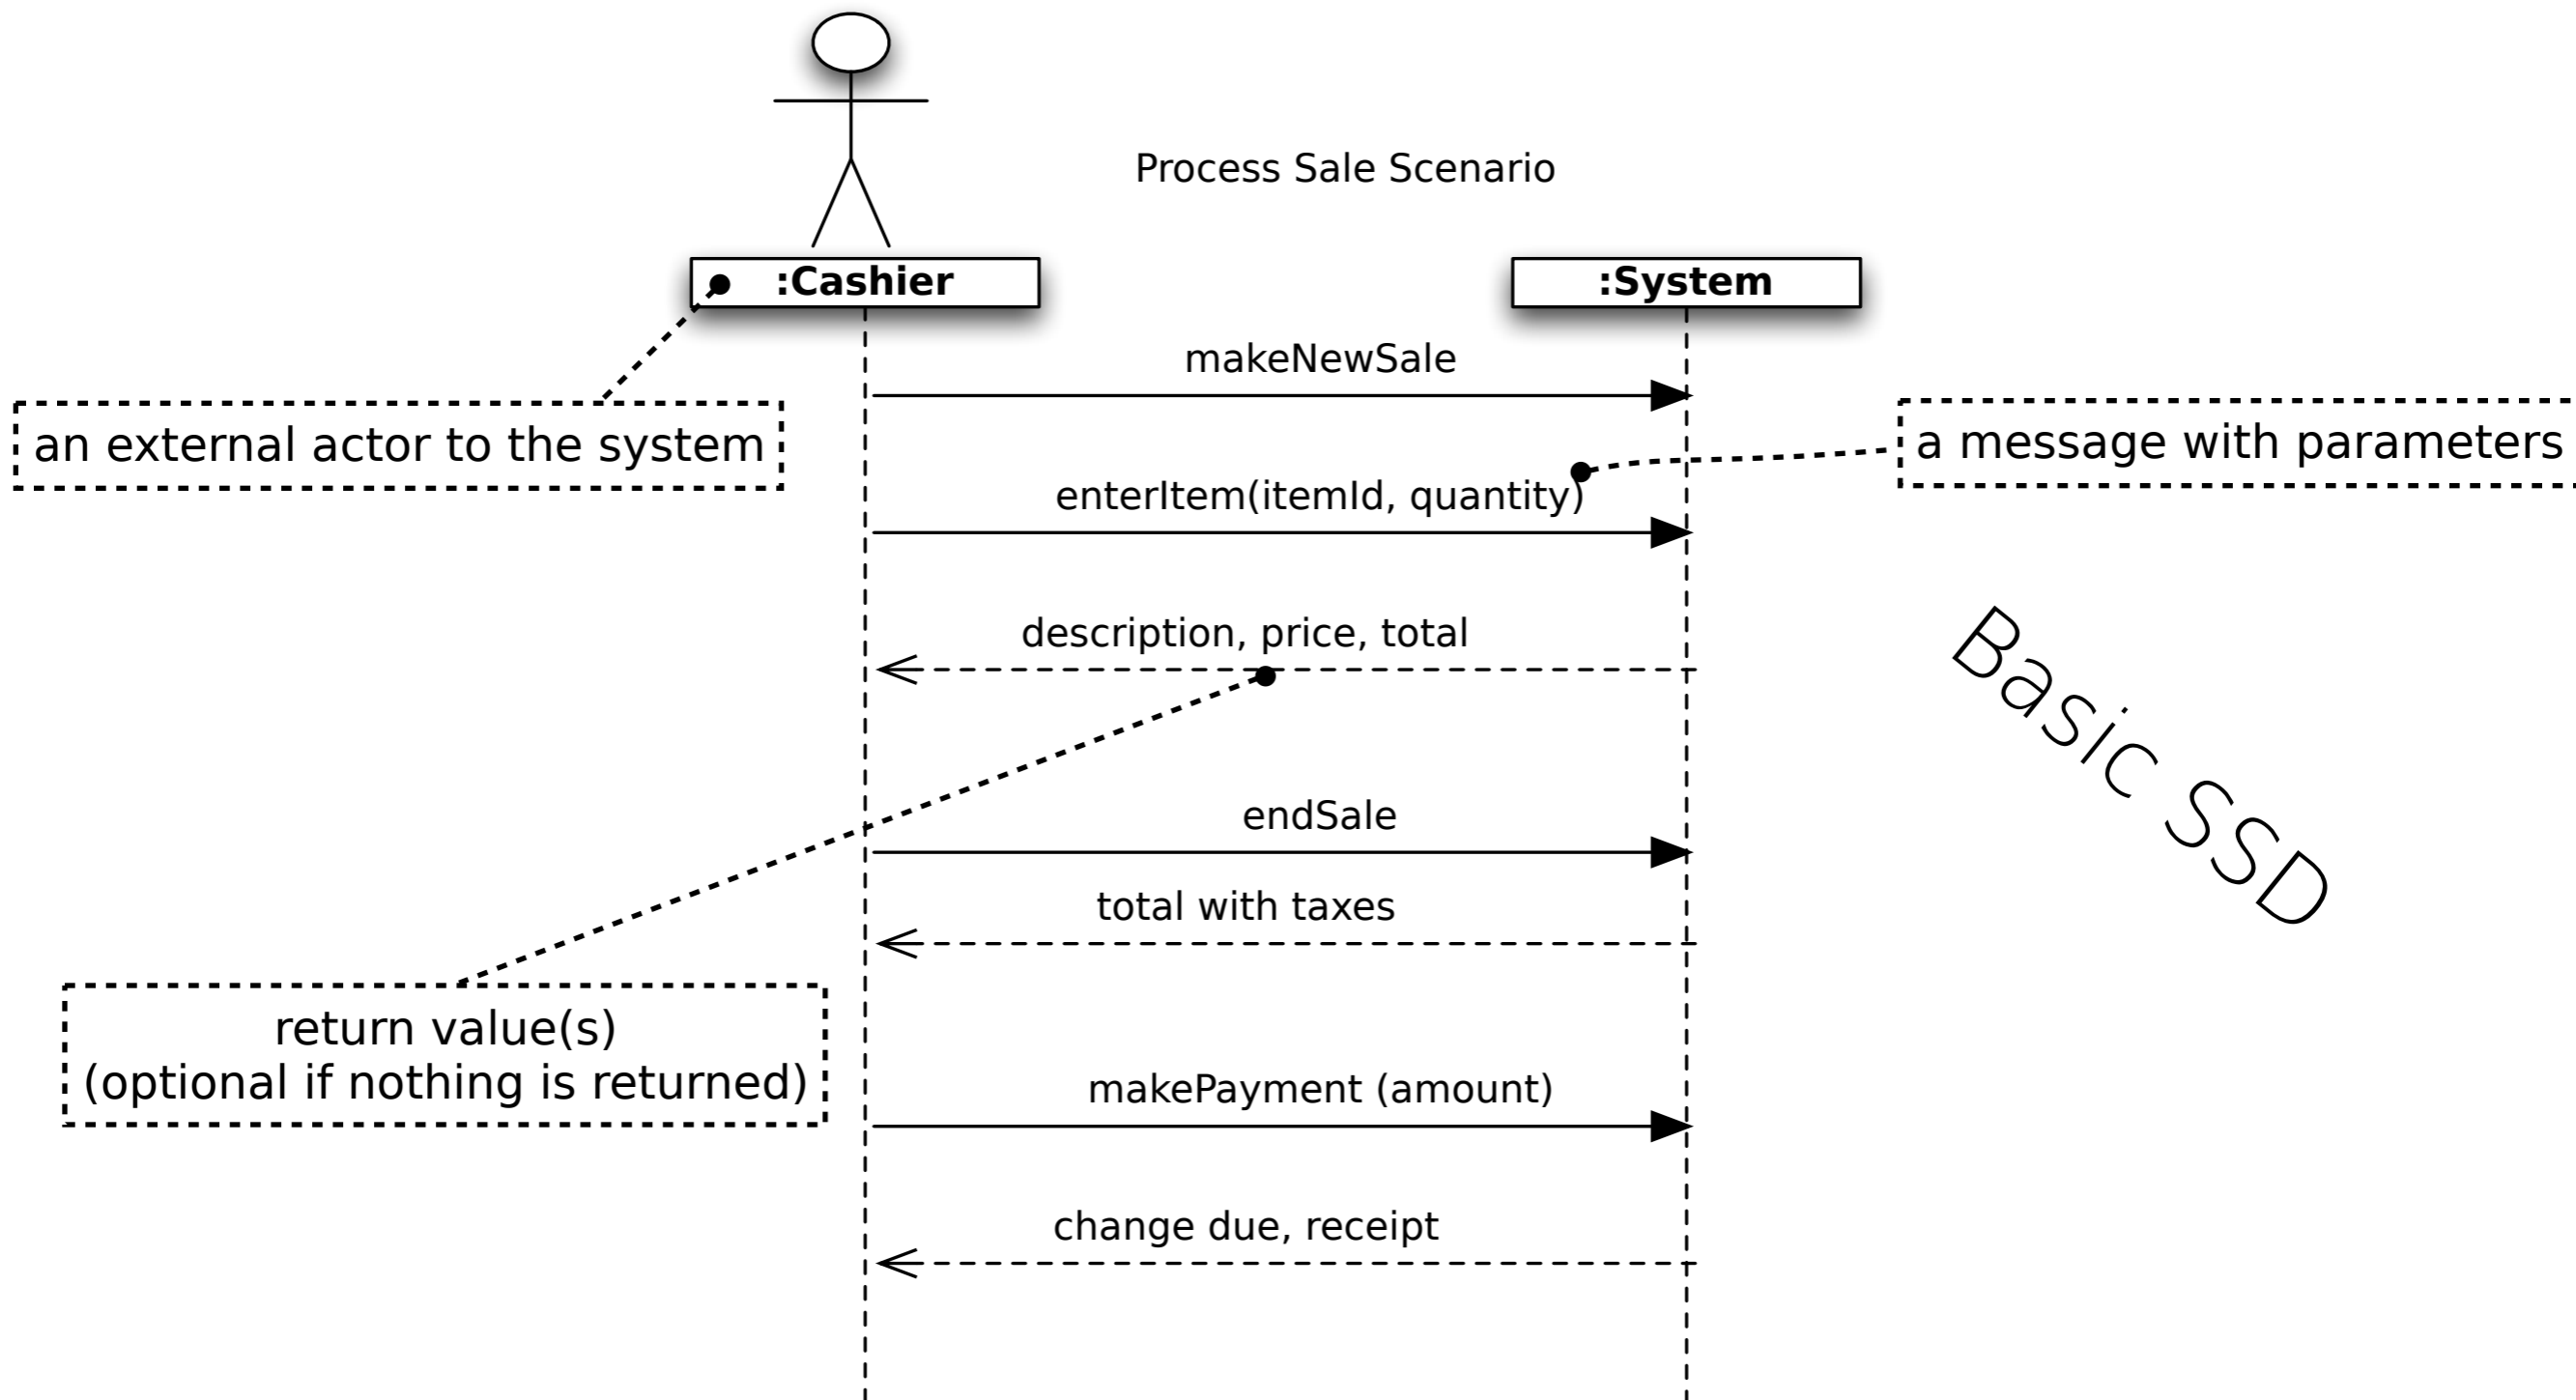 Process Sale Scenario
:Cashier
:System
makeNewSale
an external actor to the system
a message with parameters
enterItem(itemId, quantity)
description, price, total
Basic SSD
endSale
total with taxes
return value(s)
(optional if nothing is returned)
makePayment (amount)
change due, receipt